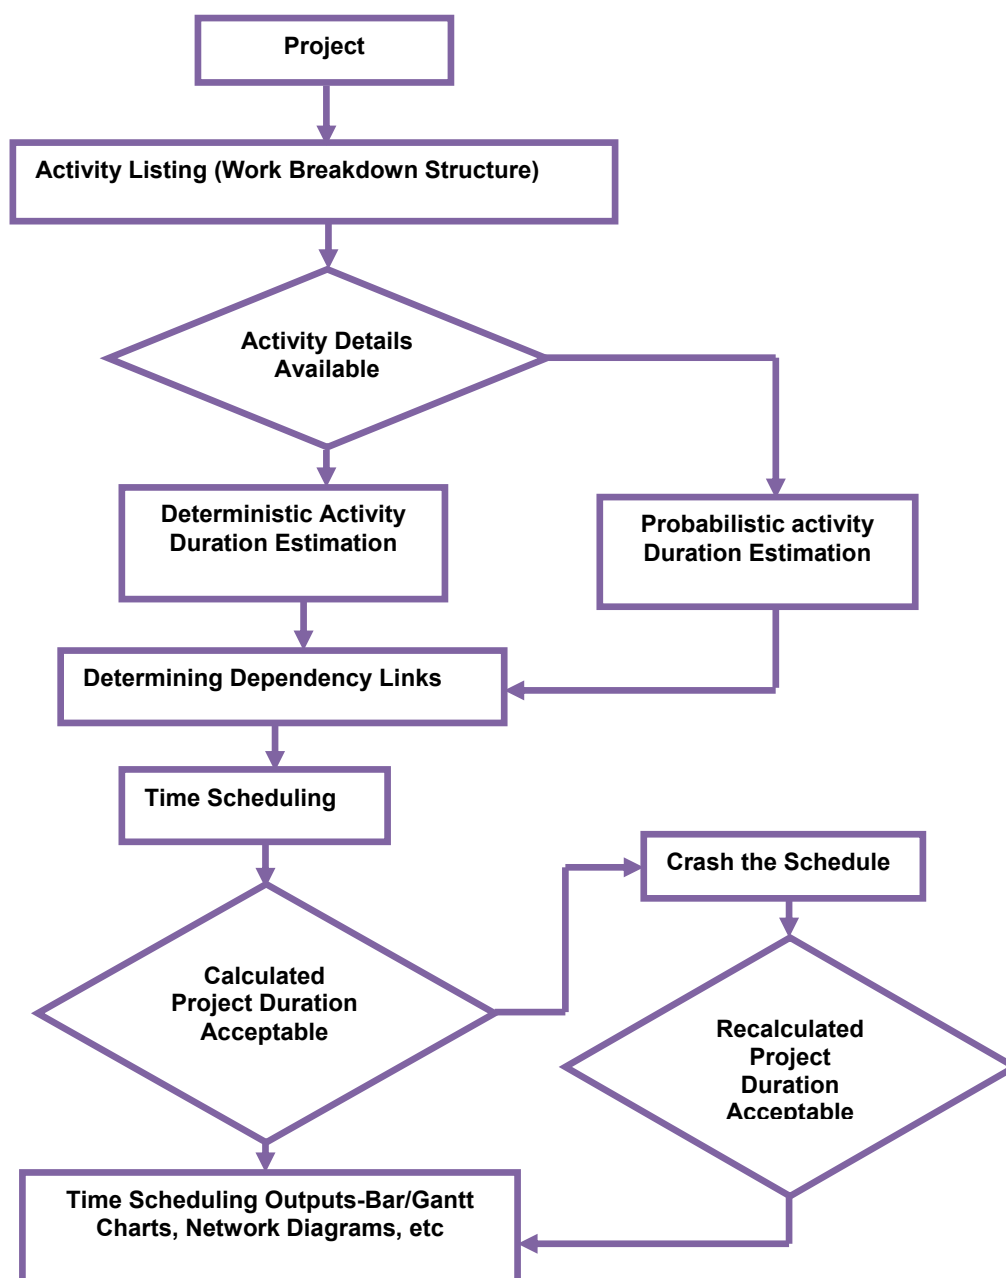 Project
Activity Listing (Work Breakdown Structure)
Activity Details
Available
Deterministic Activity
Duration Estimation
Probabilistic activity
Duration Estimation
Determining Dependency Links
Time Scheduling
Crash the Schedule
Calculated
Project Duration
Acceptable
Recalculated
Project
Duration
Acceptable
Time Scheduling Outputs-Bar/Gantt
Charts, Network Diagrams, etc